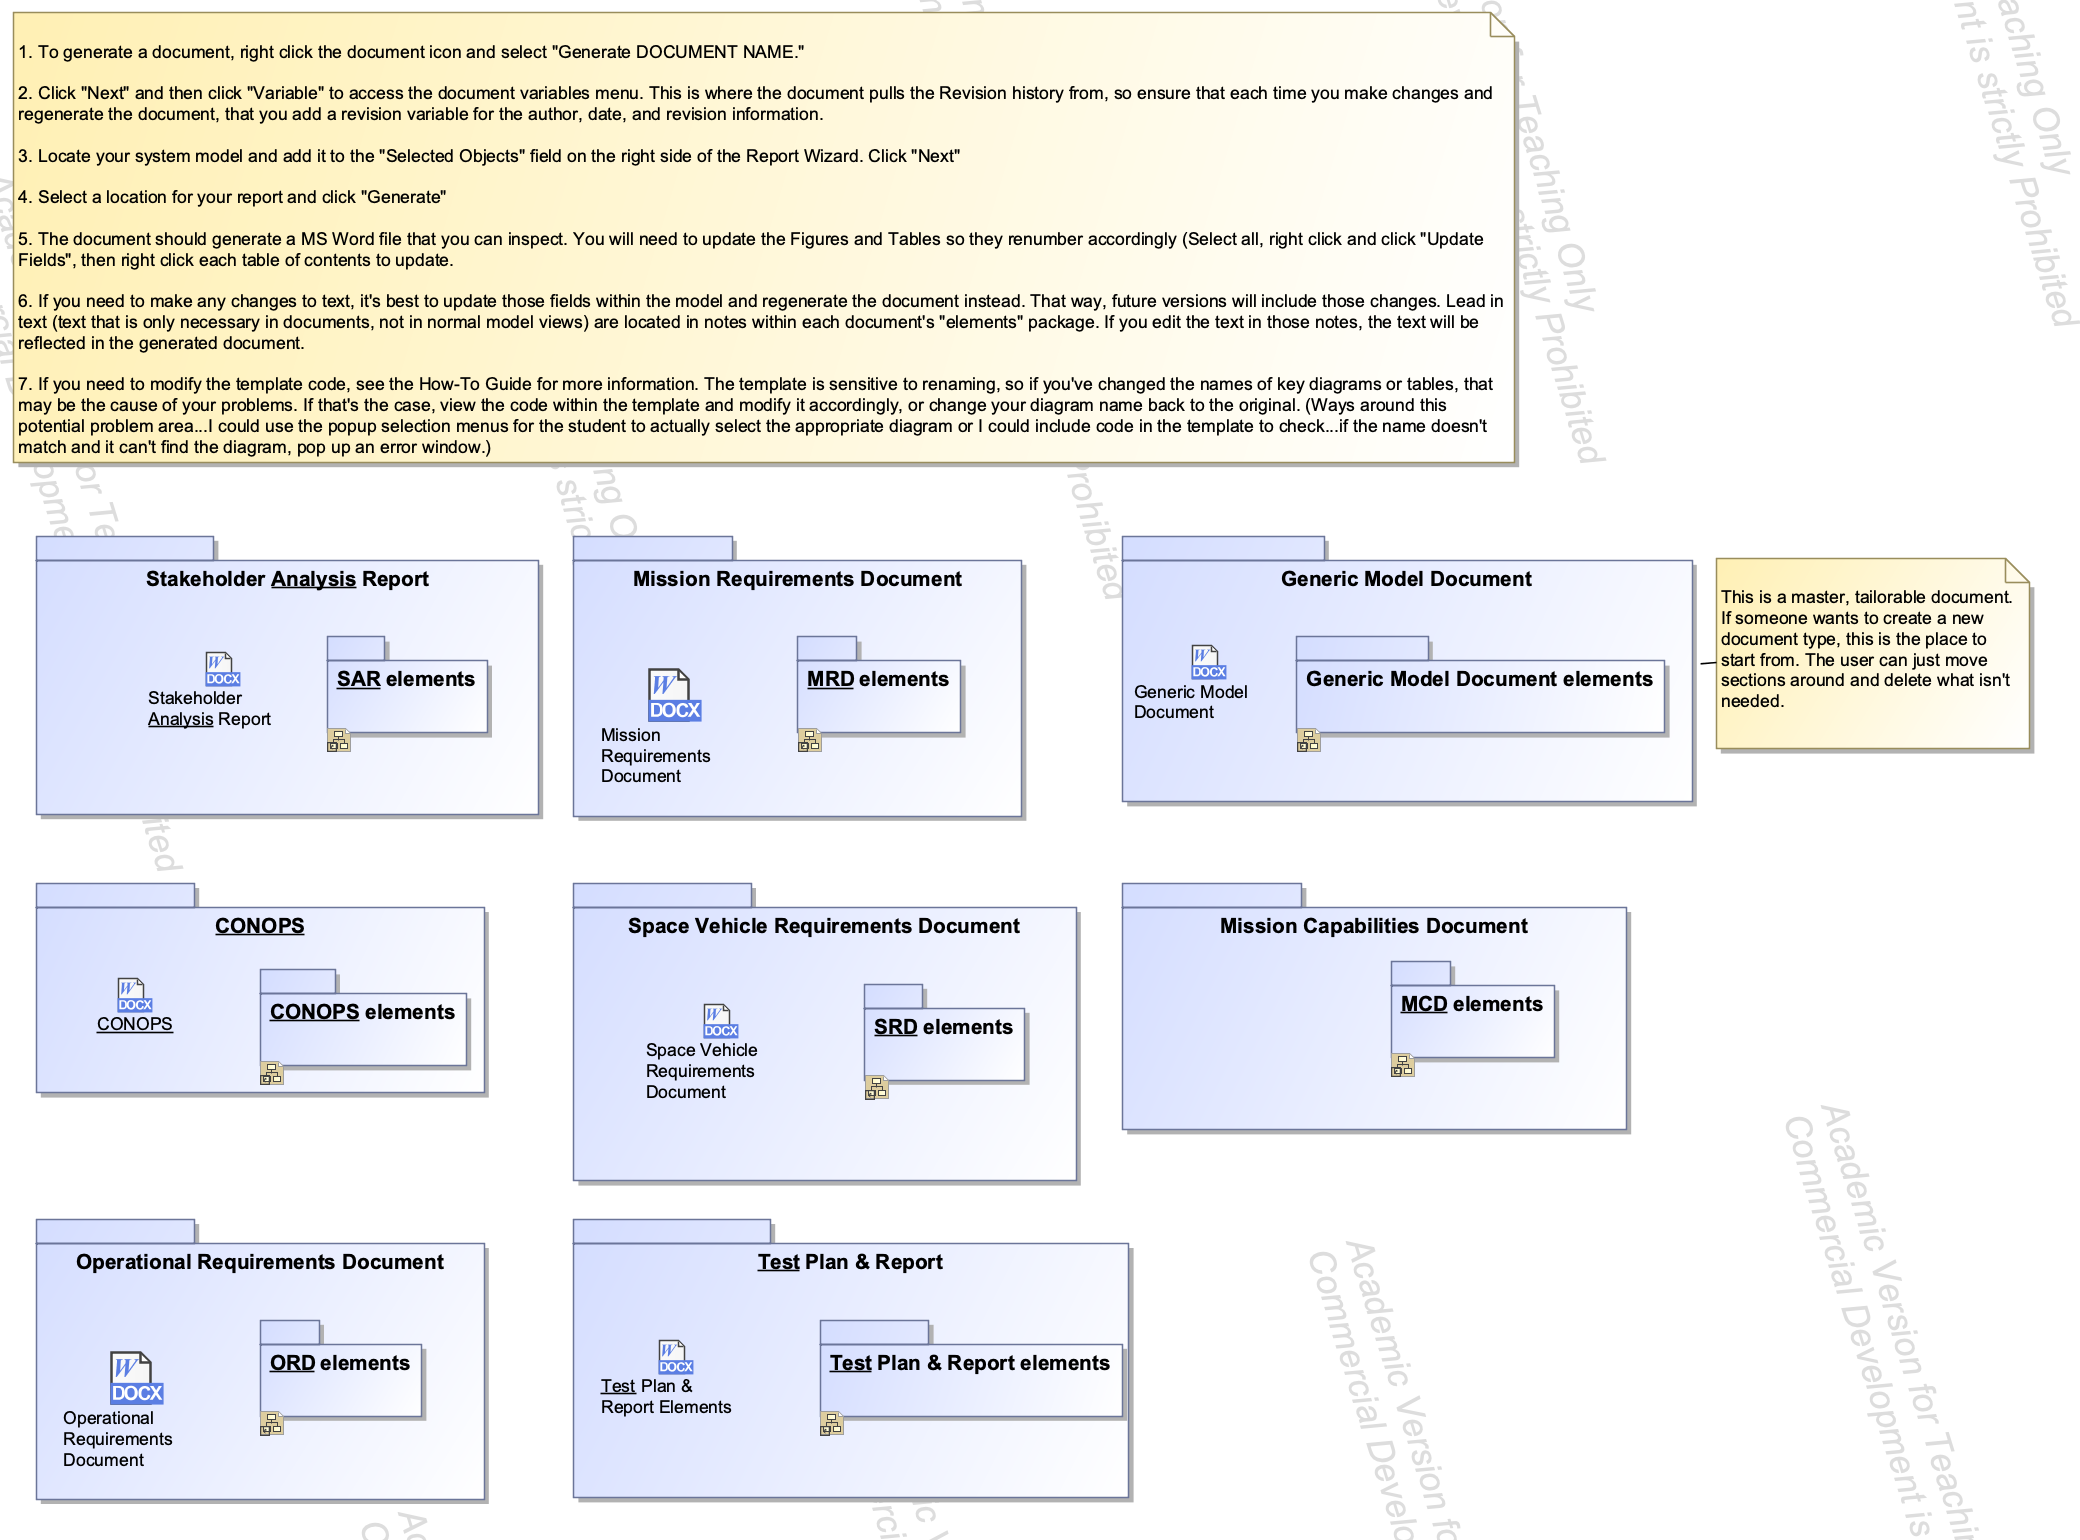 1. To generate a document, right click the document icon and select "Generate DOCUMENT NAME."
2. Click "Next" and then click "Variable" to access the document variables menu. This is where the document pulls the Revision history from, so ensure that each time you make changes and
regenerate the document, that you add a revision variable for the author, date, and revision information.
3. Locate your system model and add it to the "Selected Objects" field on the right side of the Report Wizard. Click "Next"
4. Select a location for your report and click "Generate"
5. The document should generate a MS Word file that you can inspect. You will need to update the Figures and Tables so they renumber accordingly (Select all, right click and click "Update
Fields", then right click each table of contents to update.
6. If you need to make any changes to text, it's best to update those fields within the model and regenerate the document instead. That way, future versions will include those changes. Lead in
text (text that is only necessary in documents, not in normal model views) are located in notes within each document's "elements" package. If you edit the text in those notes, the text will be
reflected in the generated document.
7. If you need to modify the template code, see the How-To Guide for more information. The template is sensitive to renaming, so if you've changed the names of key diagrams or tables, that
may be the cause of your problems. If that's the case, view the code within the template and modify it accordingly, or change your diagram name back to the original. (Ways around this
potential problem area...I could use the popup selection menus for the student to actually select the appropriate diagram or I could include code in the template to check...if the name doesn't
match and it can't find the diagram, pop up an error window.)
Stakeholder Analysis Report
W
DOCX
Stakeholder
Analysis Report
SAR elements
Mission Requirements Document
W
DOCX
Mission
Requirements
Document
MRD elements
Generic Model Document
W
DOCX
Generic Model
Document
Generic Model Document elements
This is a master, tailorable document.
If someone wants to create a new
document type, this is the place to
start from. The user can just move
sections around and delete what isn't
needed.
CONOPS
W
DOCX
CONOPS
CONOPS elements
Space Vehicle Requirements Document
W
DOCX
Space Vehicle
Requirements
Document
SRD elements
Mission Capabilities Document
MCD elements
Operational Requirements Document
W
DOCX
Operational
Requirements
Document
ORD elements
Test Plan & Report
W
DOCX
Test Plan &
Report Elements
Test Plan & Report elements
Teaching Only
strictly Prohibited
aching Only
nt is strictly Prohibited
Academic Version for Teachin
Commercial Development is
Academic Version fo
Commercial Develo